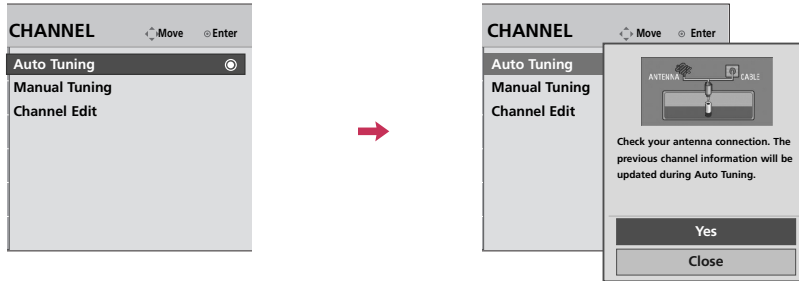 CHANNEL
Move Enter
Auto Tuning
Manual Tuning
Channel Edit
CHANNEL
Move Enter
Auto Tuning
Manual Tuning
Channel Edit
ANTENNA CABLE
Check your antenna connection. The
previous channel information will be
updated during Auto Tuning.
Yes
Close